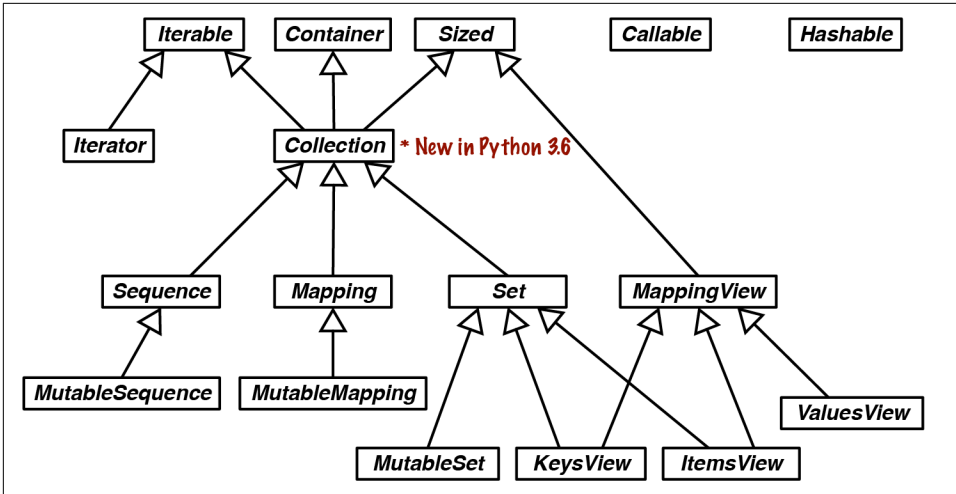 Iterable
Container
Sized
Callable
Hashable
Iterator
Collection
* New in Python 3.6
Sequence
Mapping
Set
MappingView
MutableSequence
MutableMapping
ValuesView
MutableSet
KeysView
ItemsView